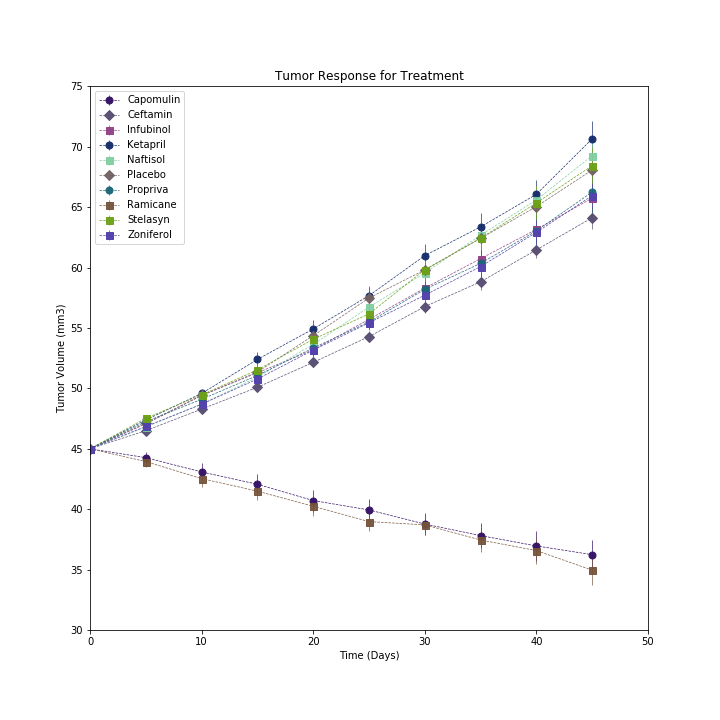 Tumor Response for Treatment
75
70
65
60
55
50
45
40
35
30
Tumor Volume (mm3)
Capomulin
Ceftamin
Infubinol
Ketapril
Naftisol
Placebo
Propriva
Ramicane
Stelasyn
Zoniferol
0 10 20 30 40 50
Time (Days)